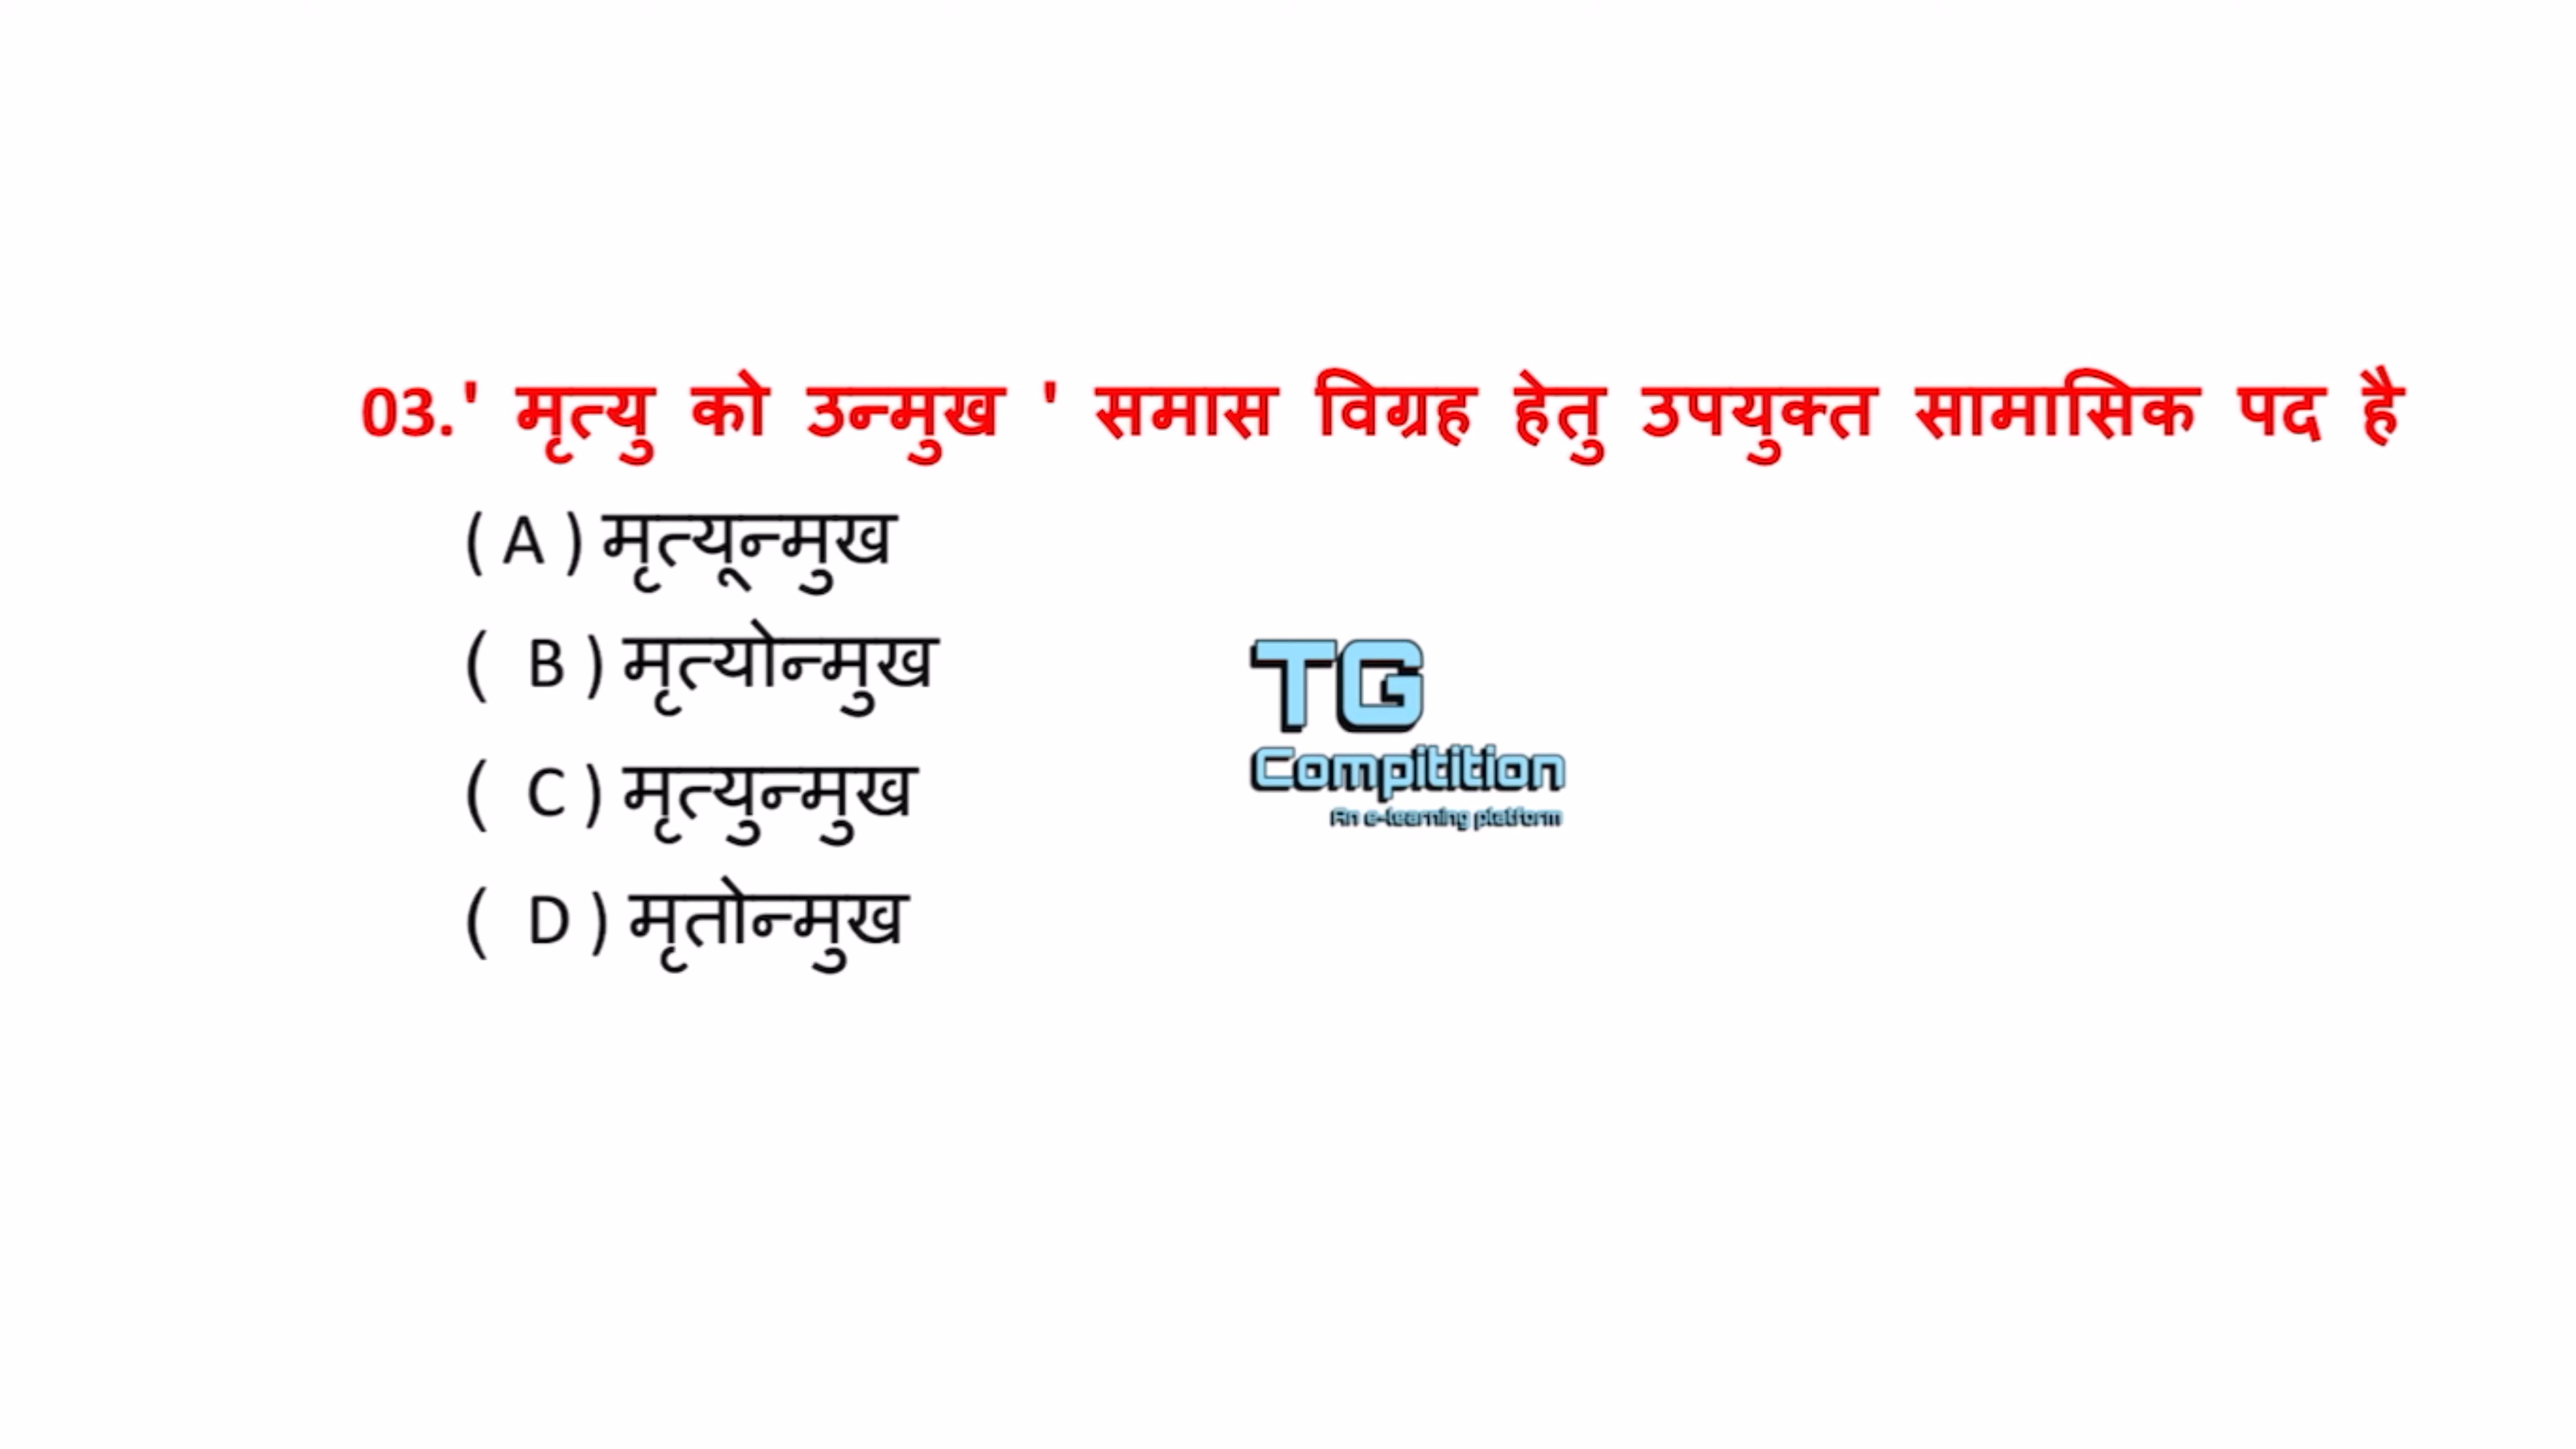 03.' मृत्यु को उन्मुख ' समास विग्रह हेतु उपयुक्त सामासिक पद है
( A ) मृत्यून्मुख
( B ) मृत्योन्मुख
( C ) मृत्युन्मुख
( D ) मृतोन्मुख
TG
Compitition
An e-learning platform